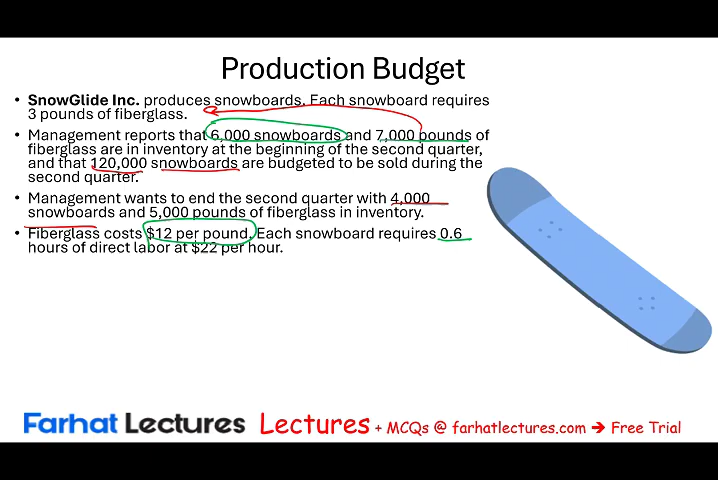 Production Budget
• SnowGlide Inc. produces snowboards. Each snowboard requires
3 pounds of fiberglass.
• Management reports that 6,000 snowboards and 7,000 pounds of
fiberglass are in inventory at the beginning of the second quarter,
and that 120,000 snowboards are budgeted to be sold during the
second quarter.
• Management wants to end the second quarter with 4,000
snowboards and 5,000 pounds of fiberglass in inventory.
• Fiberglass costs $12 per pound. Each snowboard requires 0.6
hours of direct labor at $22 per hour.
Farhat Lectures Lectures + MCQs @ farhatlectures.com → Free Trial